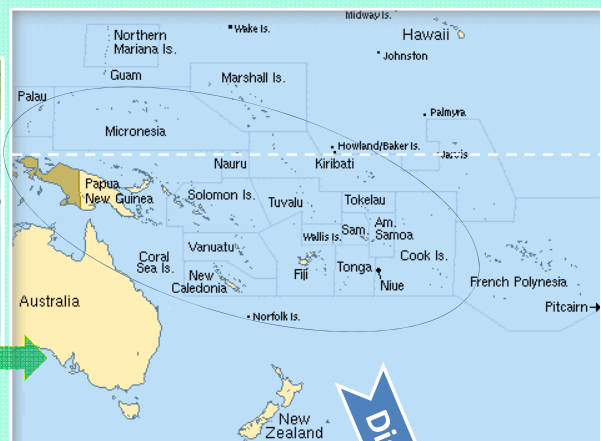 Midway Is.
Wake Is.
Hawaii
Northern
Mariana Is.
Johnston
Guam
Marshall Is.
Palau
Palmyra
Micronesia
Howland/Baker Is.
Jarvis
Nauru
Kiribati
Papua
New Guinea
Solomon Is.
Tuvalu
Tokelau
Wallis Is.
Sam.
Am.
Samoa
Vanuatu
Coral
Sea Is.
Cook Is.
New
Caledonia
Fiji
Tonga
Niue
French Polynesia
Pitcairn
Australia
Norfolk Is.
New
Zealand
Di